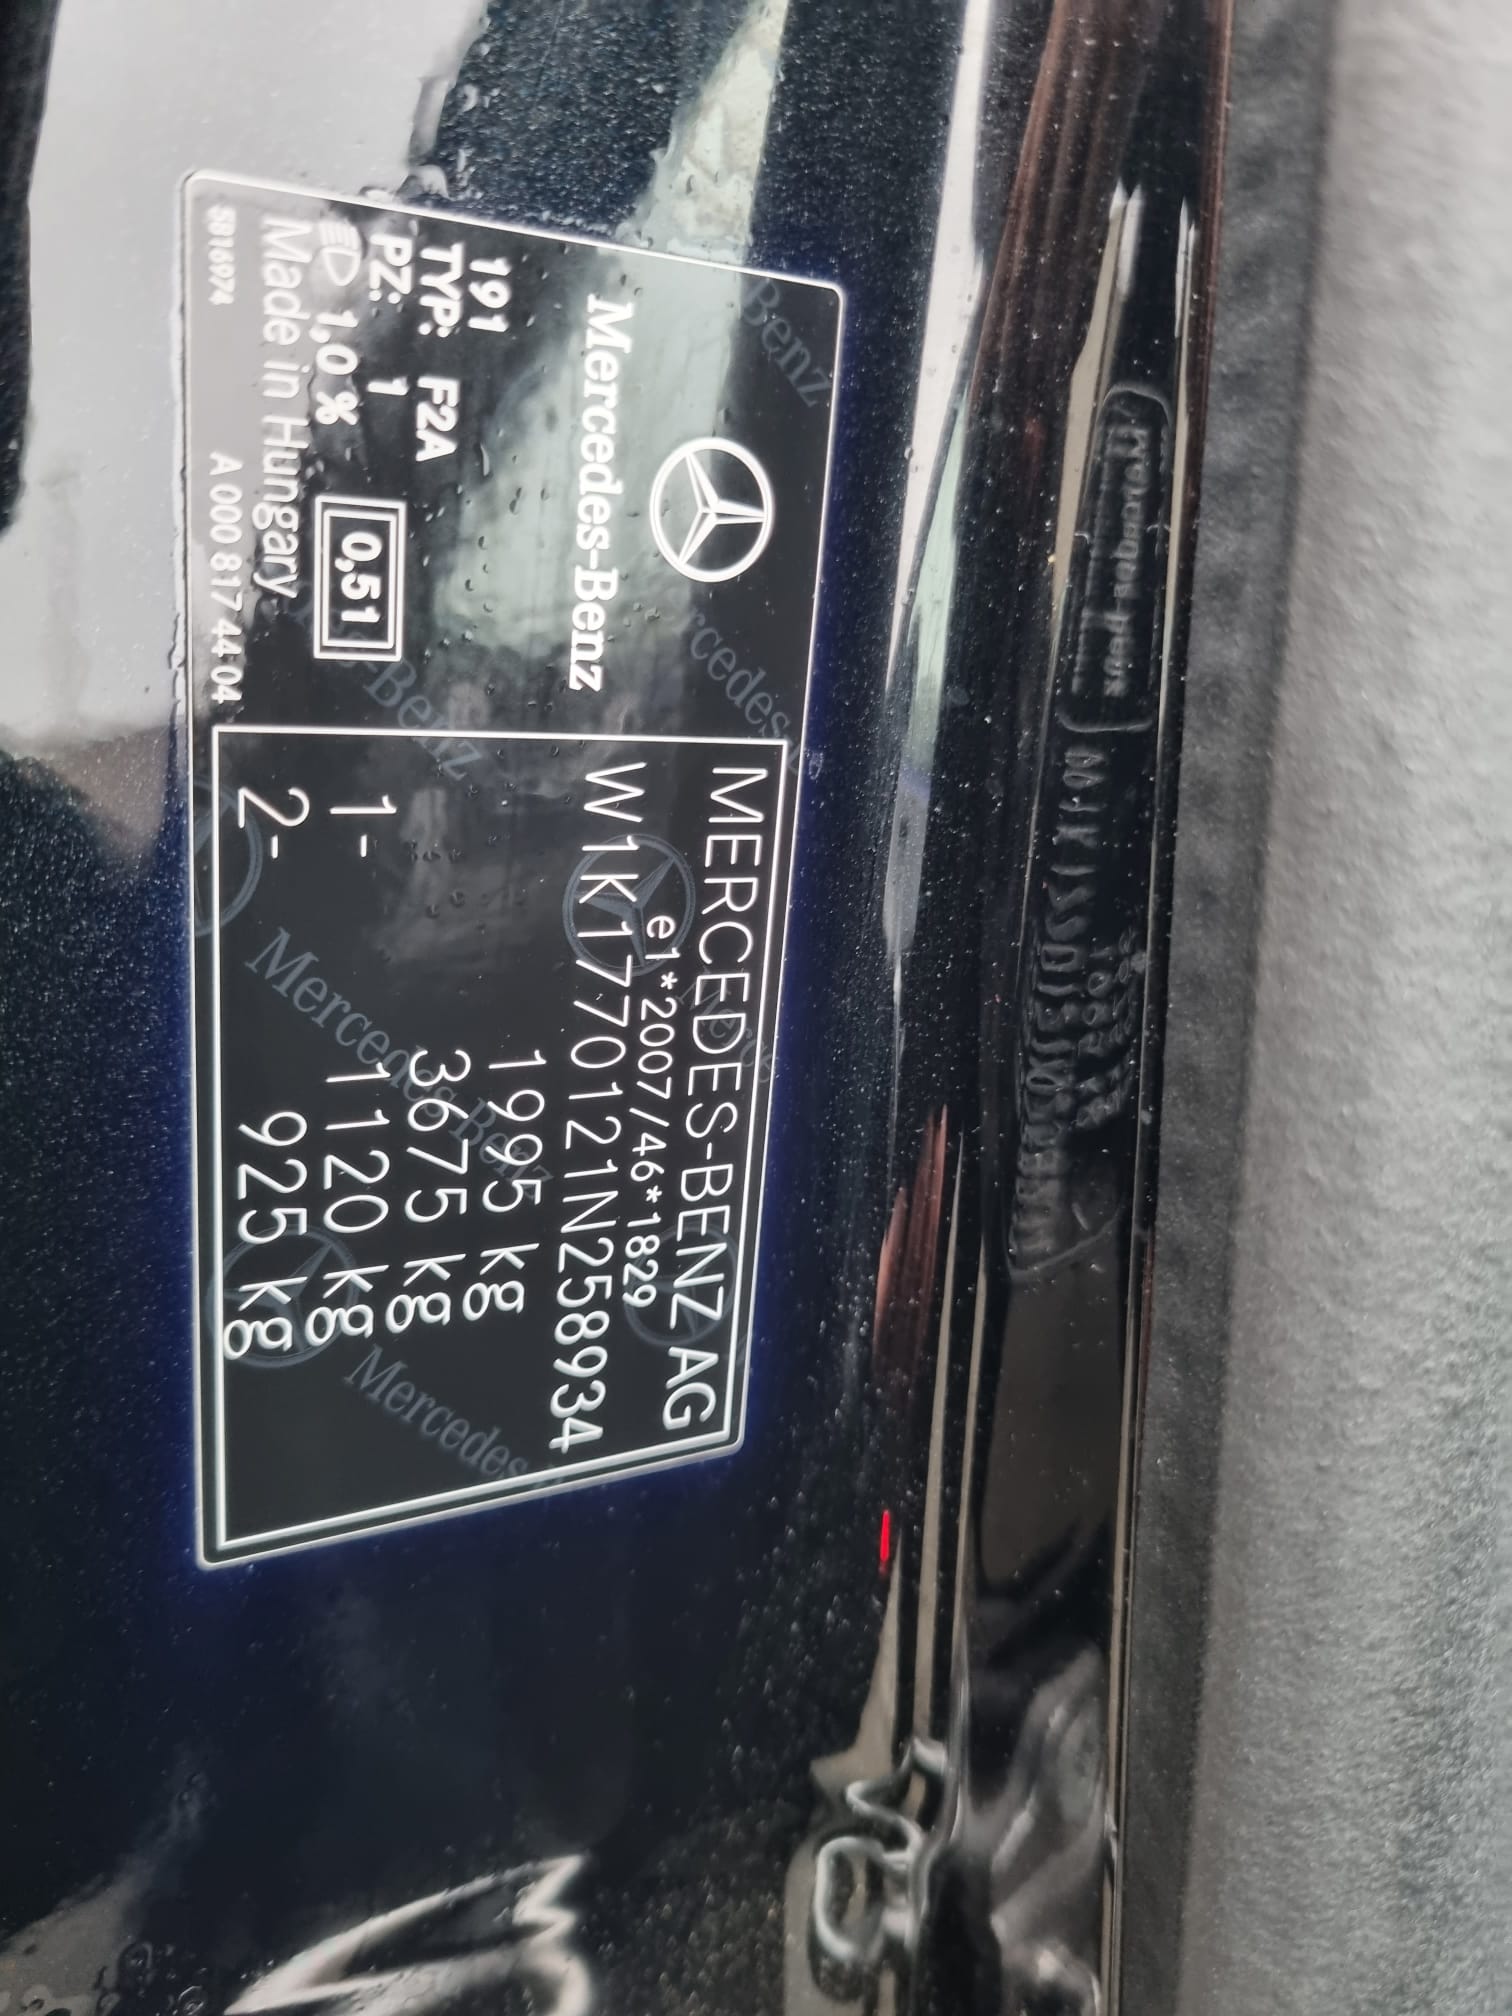 Mercedes-Benz
191
TYP: F2A
PZ: 1
1,0 %
0,51
Made in Hungary
5816974
A 000 817 44 04
MERCEDES-BENZ AG
e1*2007/46*1829
W1K1770121N258934
1995 kg
3675 kg
1- 1120 kg
2- 925 kg